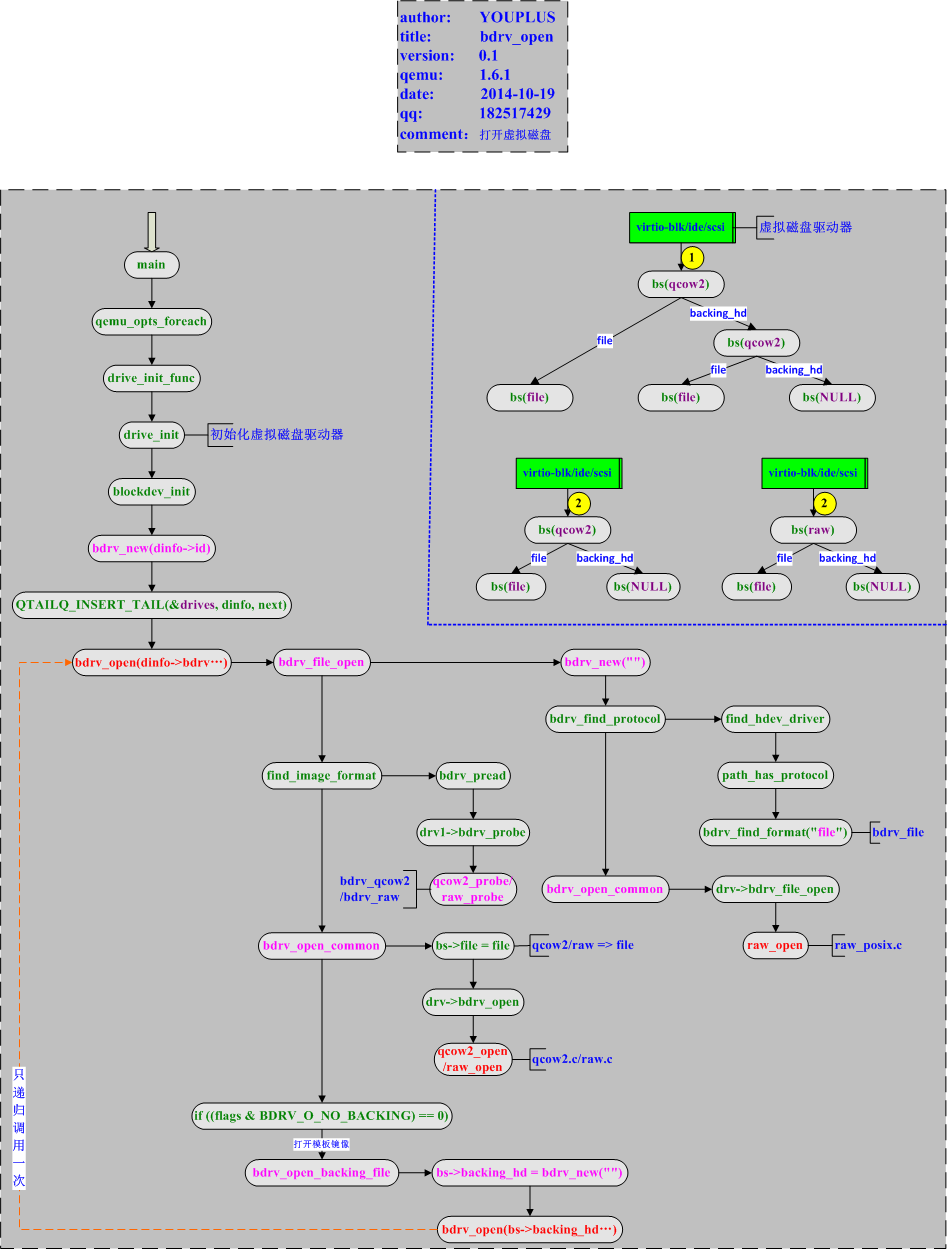 author: YOUPLUS
title: bdrv_open
version: 0.1
qemu: 1.6.1
date: 2014-10-19
qq: 182517429
comment: 打开虚拟磁盘
main
qemu_opts_foreach
drive_init_func
drive_init
初始化虚拟磁盘驱动器
blockdev_init
bdrv_new(dinfo->id)
QTAILQ_INSERT_TAIL(&drives, dinfo, next)
virtio-blk/ide/scsi
虚拟磁盘驱动器
1
bs(qcow2)
backing_hd
file
bs(qcow2)
file
backing_hd
bs(file)
bs(file)
bs(NULL)
virtio-blk/ide/scsi
2
bs(qcow2)
file
backing_hd
bs(file)
bs(NULL)
virtio-blk/ide/scsi
2
bs(raw)
file
backing_hd
bs(file)
bs(NULL)
bdrv_open(dinfo->bdrv···)
bdrv_file_open
bdrv_new("")
bdrv_find_protocol
find_hdev_driver
path_has_protocol
bdrv_find_format("file")
bdrv_file
bdrv_open_common
drv->bdrv_file_open
raw_open
raw_posix.c
find_image_format
bdrv_pread
drv1->bdrv_probe
bdrv_qcow2
/bdrv_raw
qcow2_probe/
raw_probe
bdrv_open_common
bs->file = file
qcow2/raw => file
drv->bdrv_open
qcow2_open
/raw_open
qcow2.c/raw.c
if ((flags & BDRV_O_NO_BACKING) == 0)
打开模板镜像
bdrv_open_backing_file
bs->backing_hd = bdrv_new("")
bdrv_open(bs->backing_hd···)
只递归调用一次